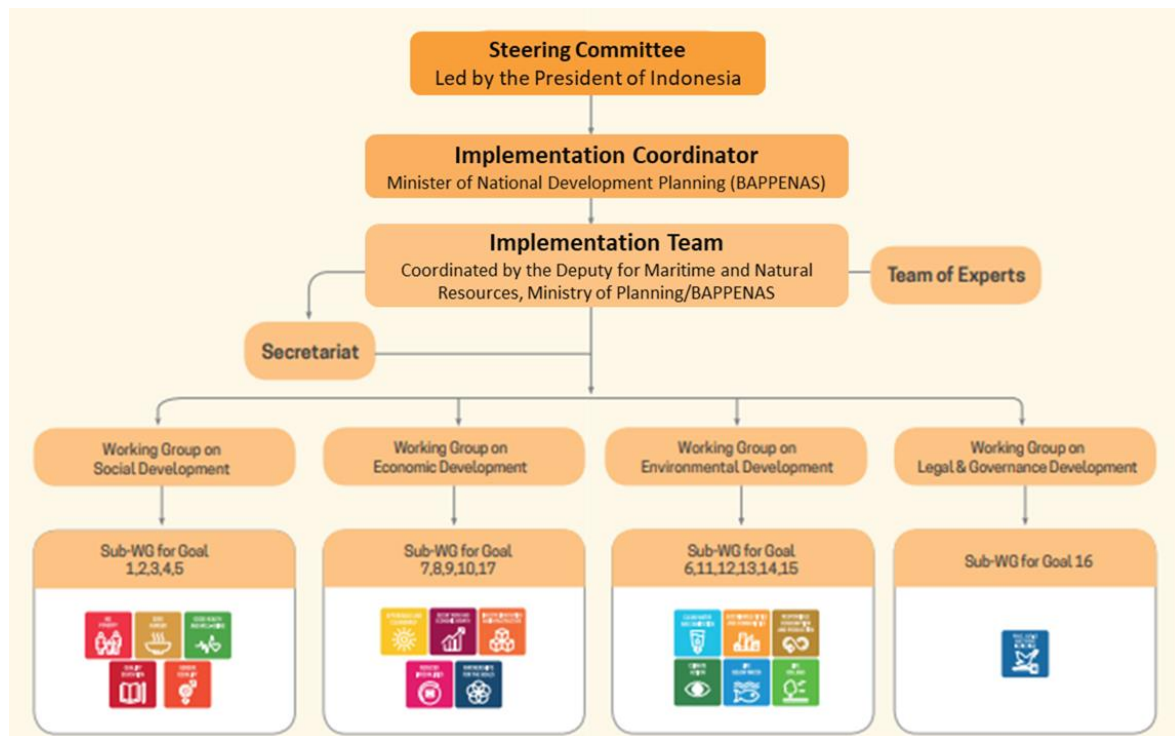 Steering Committee
Led by the President of Indonesia
Implementation Coordinator
Minister of National Development Planning (BAPPENAS)
Implementation Team
Coordinated by the Deputy for Maritime and Natural
Resources, Ministry of Planning/BAPPENAS
Team of Experts
Secretariat
Working Group on
Social Development
Working Group on
Economic Development
Working Group on
Environmental Development
Working Group on
Legal & Governance Development
Sub-WG for Goal
1,2,3,4,5
Sub-WG for Goal
7,8,9,10,17
Sub-WG for Goal
6,11,12,13,14,15
Sub-WG for Goal 16